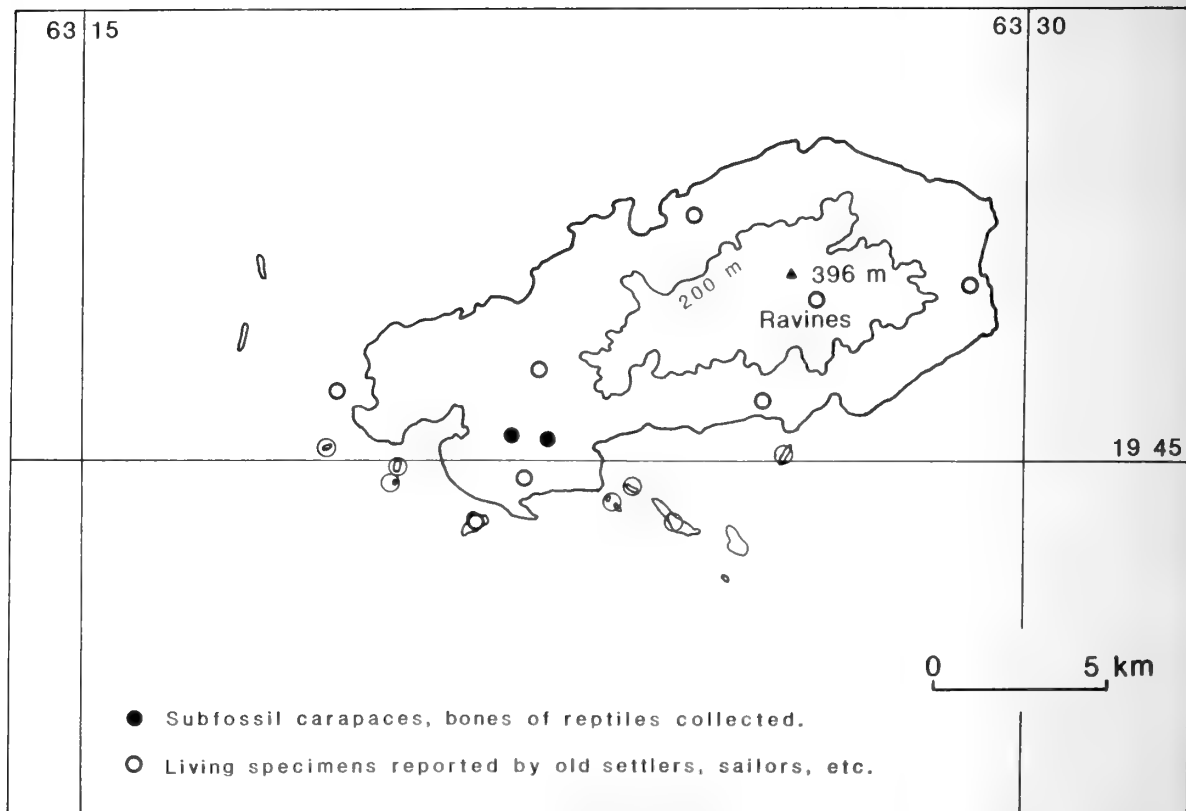 63 15
63 30
200 m
396 m
Ravines
19 45
0 5 km
Subfossil carapaces, bones of reptiles collected.
Living specimens reported by old settlers, sailors, etc.